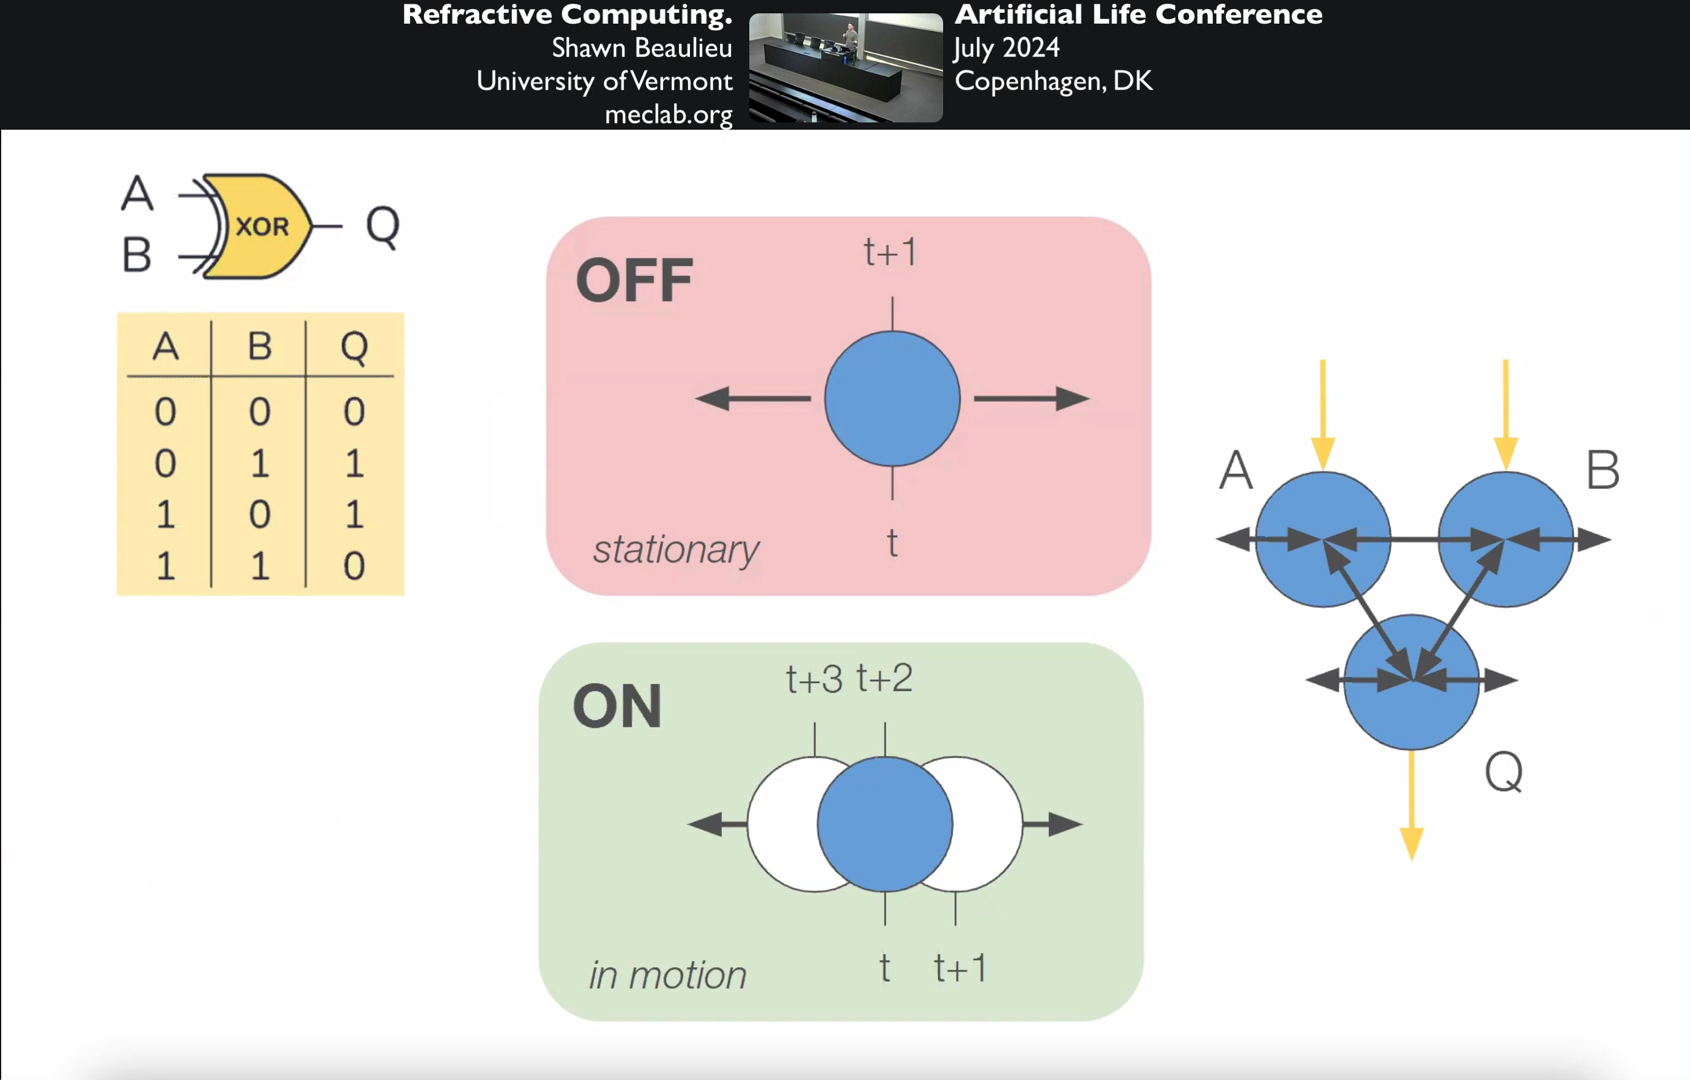 Refractive Computing.
Shawn Beaulieu
University of Vermont
meclab.org
Artificial Life Conference
July 2024
Copenhagen, DK
A
B
XOR
Q
A B Q
0 0 0
0 1 1
1 0 1
1 1 0
OFF
t+1
t
stationary
ON
t+3 t+2
t t+1
in motion
A
B
Q